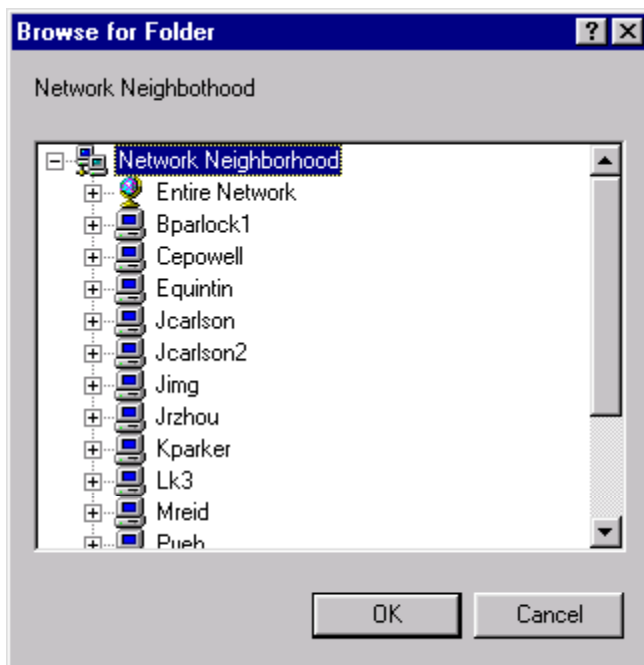 Browse for Folder
Network Neighbothood
Network Neighborhood
Entire Network
Bparlock1
Cepowell
Equintin
Jcarlson
Jcarlson2
Jimg
Jrzhou
Kparker
Lk3
Mreid
OK Cancel